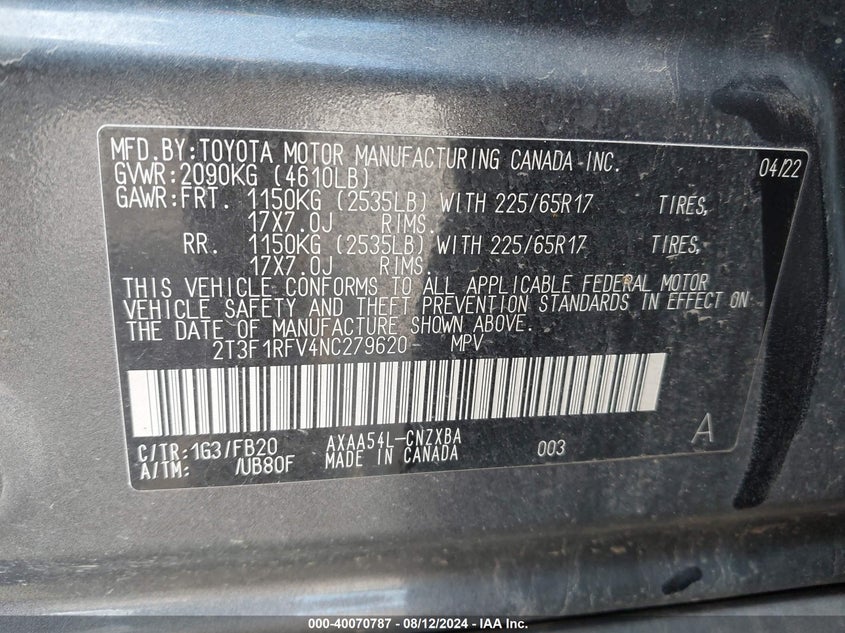 MFD.BY:TOYOTA MOTOR MANUFACTURING CANADA INC. 04/22
GVWR:2090KG (4610LB)
GAWR:FRT. 1150KG (2535LB) WITH 225/65R17 TIRES,
17X7.0J RIMS.
RR. 1150KG (2535LB) WITH 225/65R17 TIRES,
17X7.0J RIMS.
THIS VEHICLE CONFORMS TO ALL APPLICABLE FEDERAL MOTOR
VEHICLE SAFETY AND THEFT PREVENTION STANDARDS IN EFFECT ON
THE DATE OF MANUFACTURE SHOWN ABOVE.
2T3F1RFV4NC279620 MPV
C/TR:1G3/FB20 AXAA54L-CNZXBA 003 A
A/TM: /UB80F MADE IN CANADA
000-40070787 - 08/12/2024 - IAA Inc.